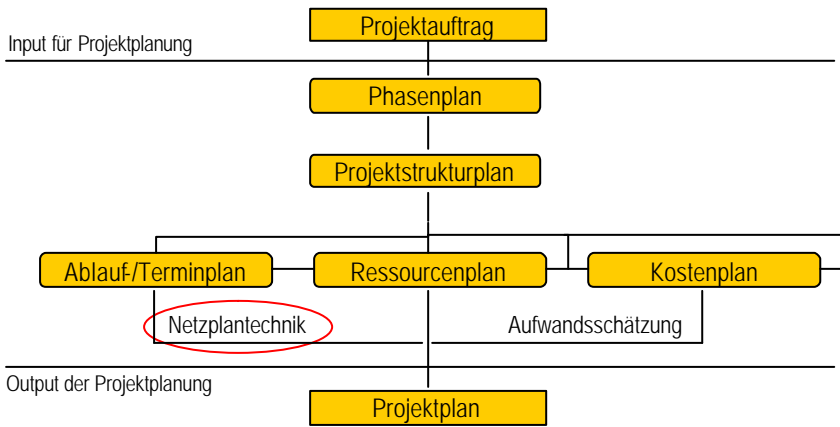 Projektauftrag
Input für Projektplanung
Phasenplan
Projektstrukturplan
Ablauf-/Terminplan
Ressourcenplan
Kostenplan
Netzplantechnik
Aufwandsschätzung
Output der Projektplanung
Projektplan